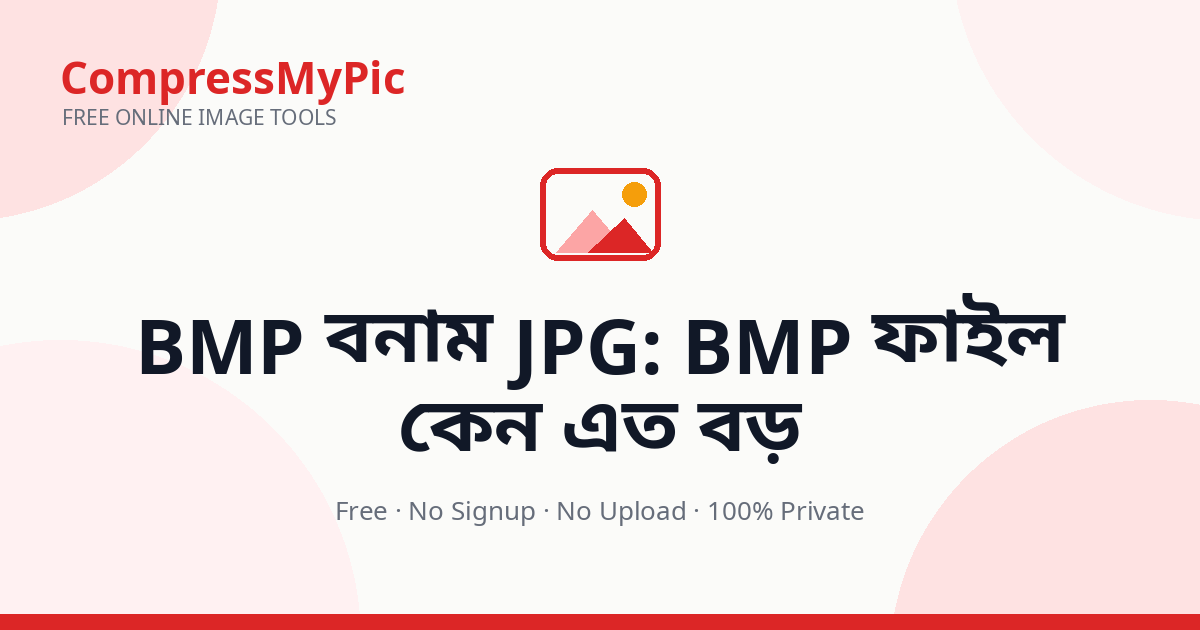 CompressMyPic
FREE ONLINE IMAGE TOOLS
BMP বনাম JPG: BMP ফাইল
কেন এত বড়
Free · No Signup · No Upload · 100% Private